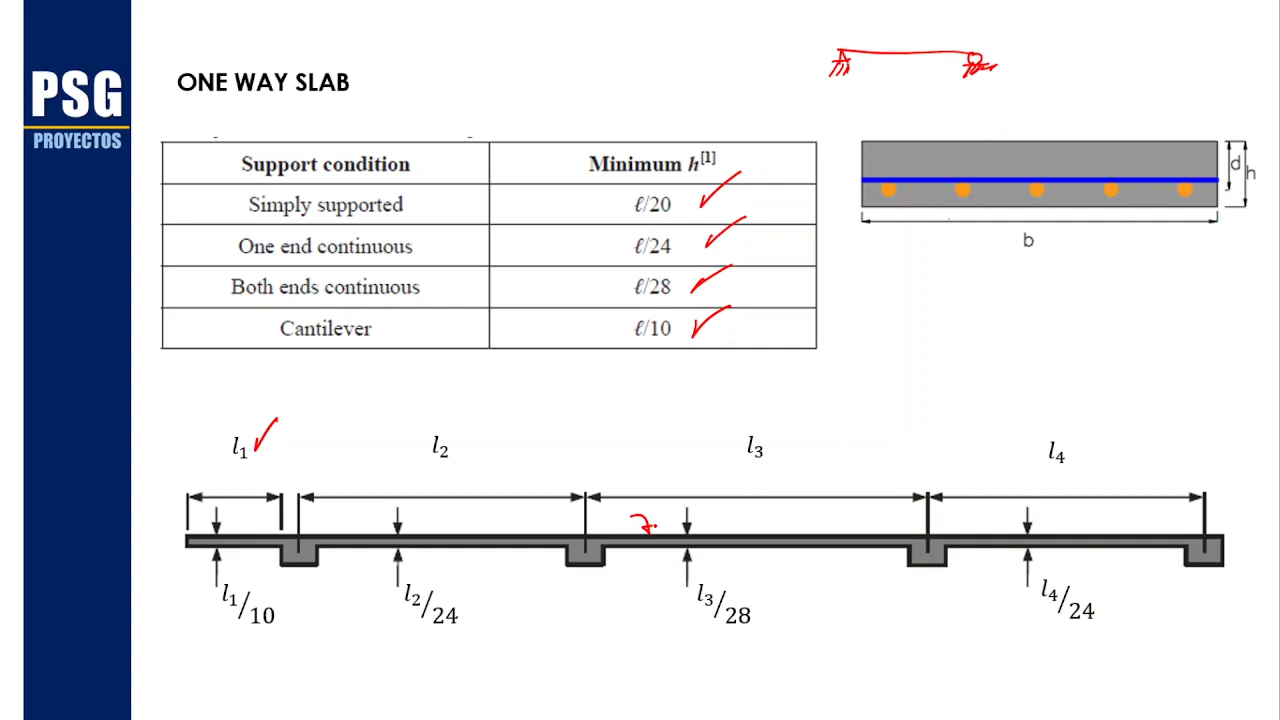 PSG
PROYECTOS
ONE WAY SLAB
Support condition Minimum h[1]
Simply supported ℓ/20
One end continuous ℓ/24
Both ends continuous ℓ/28
Cantilever ℓ/10
d
h
b
l₁ l₂ l₃ l₄
l₁/10 l₂/24 l₃/28 l₄/24